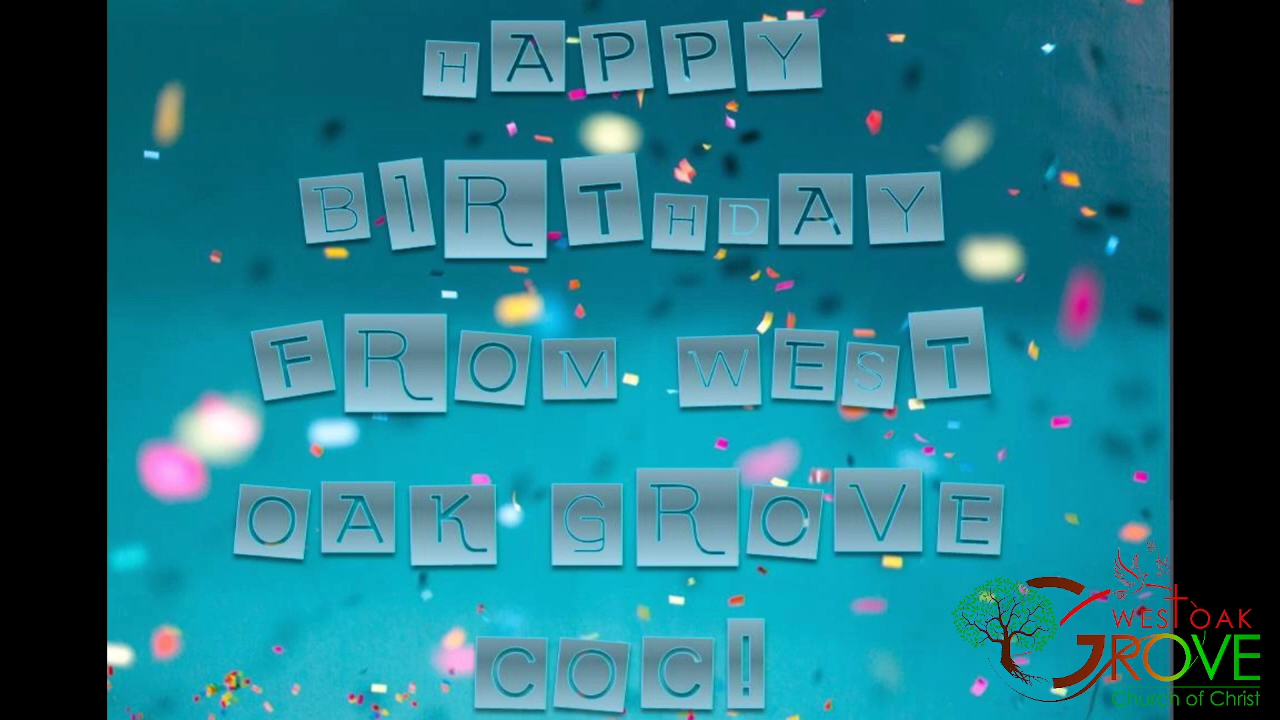 HAPPY
BIRTHDAY
FROM WEST
OAK GROVE
COC!
WEST OAK
GROVE
Church of Christ